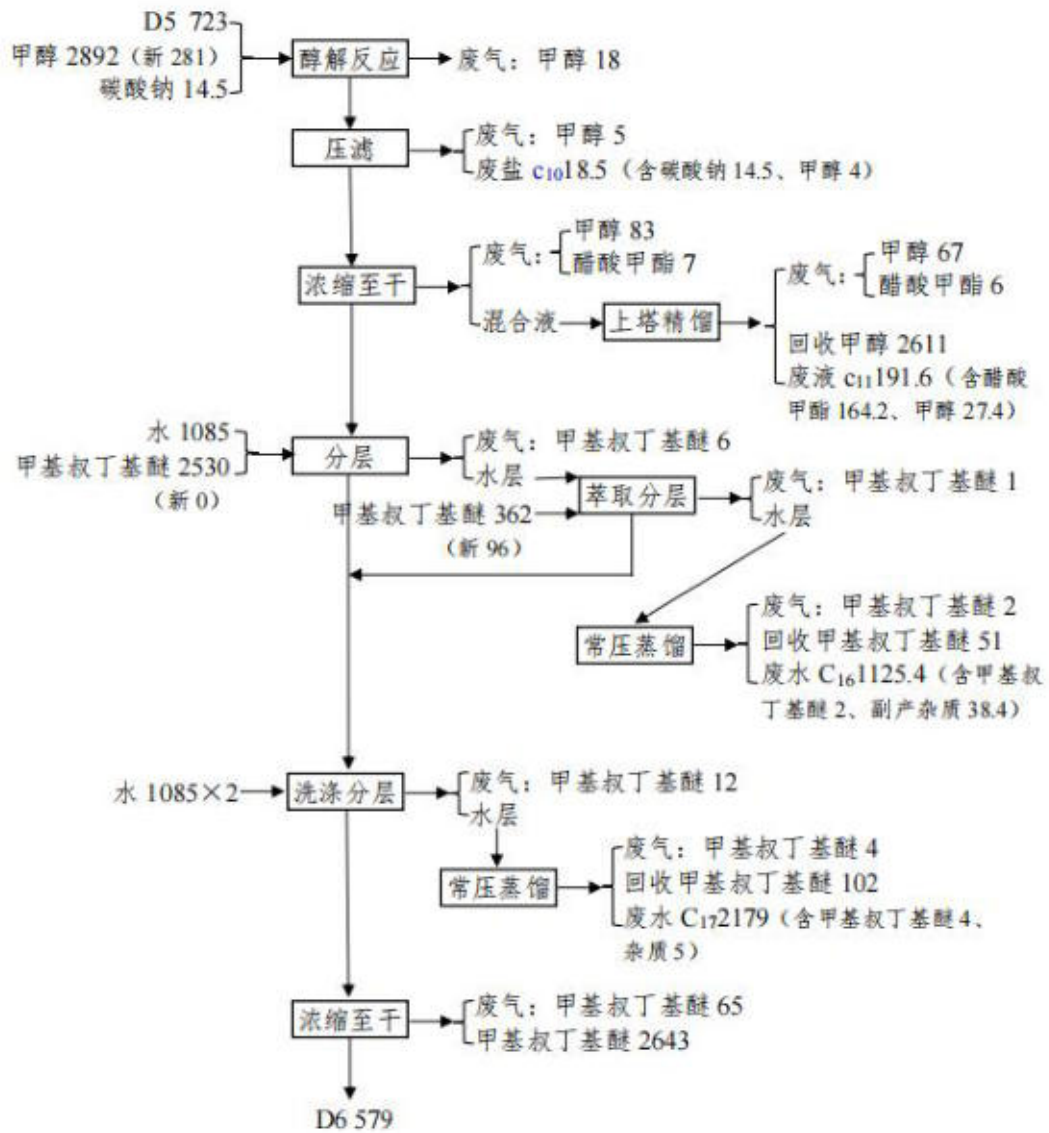 D5 723
甲醇 2892（新 281）
碳酸钠 14.5
醇解反应
废气：甲醇 18
压滤
废气：甲醇 5
废盐 c₁₀18.5（含碳酸钠 14.5、甲醇 4）
浓缩至干
废气：
甲醇 83
醋酸甲酯 7
混合液
上塔精馏
废气：
甲醇 67
醋酸甲酯 6
回收甲醇 2611
废液 c₁₁191.6（含醋酸
甲酯 164.2、甲醇 27.4）
水 1085
甲基叔丁基醚 2530
（新 0）
分层
废气：甲基叔丁基醚 6
水层
甲基叔丁基醚 362
（新 96）
萃取分层
废气：甲基叔丁基醚 1
水层
常压蒸馏
废气：甲基叔丁基醚 2
回收甲基叔丁基醚 51
废水 C₁₆1125.4（含甲基叔
丁基醚 2、副产杂质 38.4）
水 1085×2
洗涤分层
废气：甲基叔丁基醚 12
水层
常压蒸馏
废气：甲基叔丁基醚 4
回收甲基叔丁基醚 102
废水 C₁₇2179（含甲基叔丁基醚 4、
杂质 5）
浓缩至干
废气：甲基叔丁基醚 65
甲基叔丁基醚 2643
D6 579